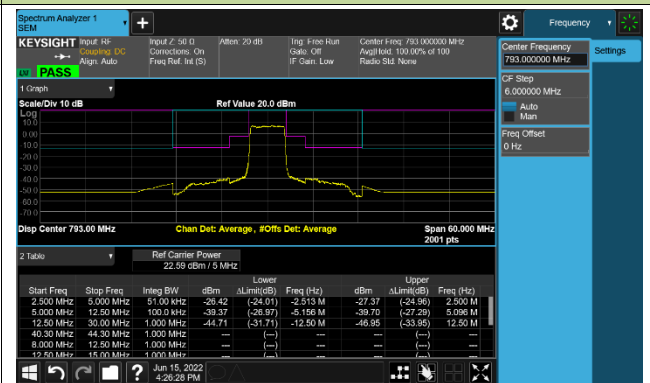 Spectrum Analyzer 1
SEM
Frequency
KEYSIGHT
Input: RF
Coupling: DC
Align: Auto
Input Z: 50 Ω
Corrections: On
Freq Ref: Int (S)
Atten: 20 dB
Trig: Free Run
Gate: Off
IF Gain: Low
Center Freq: 793.000000 MHz
Avg|Hold: 100.00% of 100
Radio Std: None
PASS
Center Frequency
793.000000 MHz
Settings
CF Step
6.000000 MHz
Auto
Man
Freq Offset
0 Hz
1 Graph
Scale/Div 10 dB
Ref Value 20.0 dBm
Log
10.0
0.00
-10.0
-20.0
-30.0
-40.0
-50.0
-60.0
-70.0
Disp Center 793.00 MHz
Chan Det: Average, #Offs Det: Average
Span 60.000 MHz
2001 pts
2 Table
Ref Carrier Power
22.59 dBm / 5 MHz
Lower Upper
Start Freq Stop Freq Integ BW dBm ΔLimit(dB) Freq (Hz) dBm ΔLimit(dB) Freq (Hz)
2.500 MHz 5.000 MHz 51.00 kHz -26.42 (-24.01) -2.513 M -27.37 (-24.96) 2.500 M
5.000 MHz 12.50 MHz 100.0 kHz -39.37 (-26.97) -5.156 M -39.70 (-27.29) 5.096 M
12.50 MHz 30.00 MHz 1.000 MHz -44.71 (-31.71) -12.50 M -46.95 (-33.95) 12.50 M
40.30 MHz 44.30 MHz 1.000 MHz --- (---) --- --- (---) ---
8.000 MHz 12.50 MHz 1.000 MHz --- (---) --- --- (---) ---
12.50 MHz 15.00 MHz 1.000 MHz --- (---) --- --- (---) ---
Jun 15, 2022
4:26:28 PM